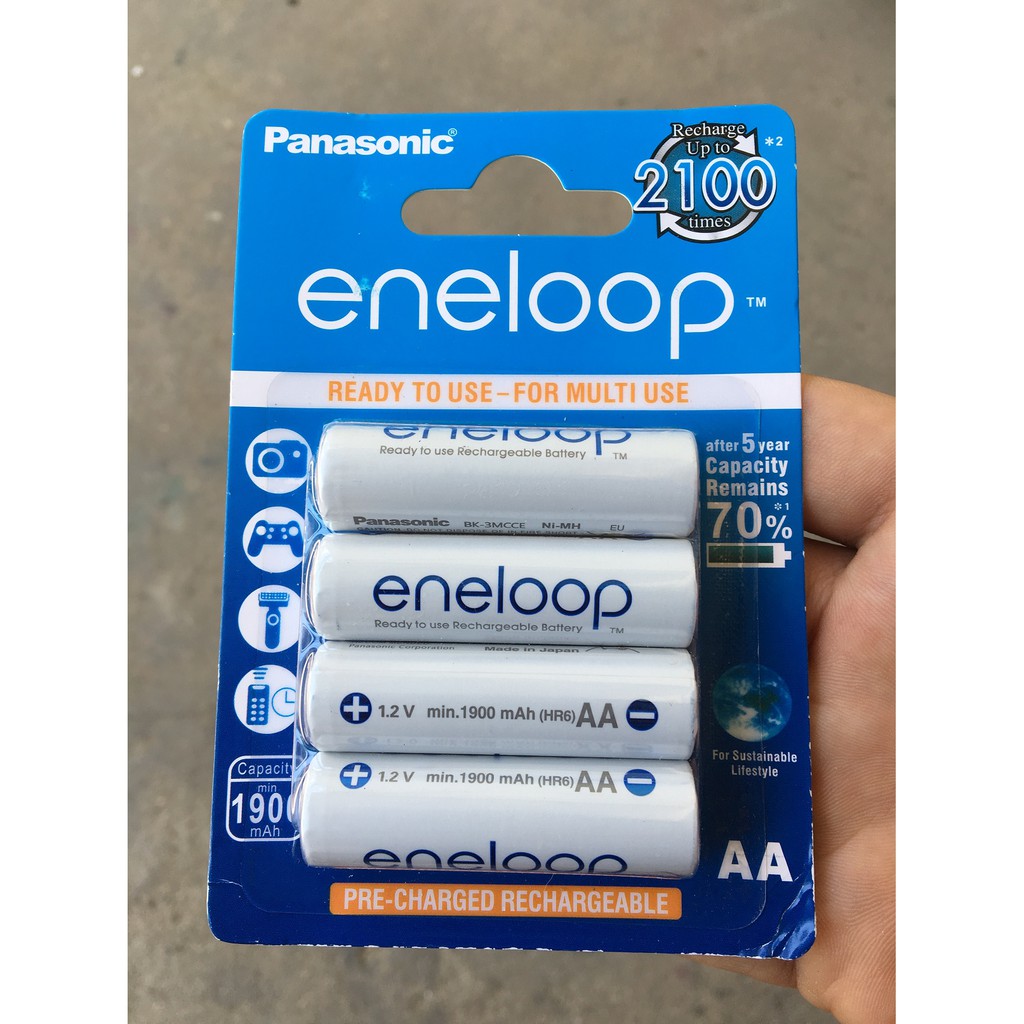 Panasonic®
Recharge
Up to
2100
times
*2
eneloop™
READY TO USE – FOR MULTI USE
eneloop
Ready to use Rechargeable Battery ™
Panasonic BK-3MCCE Ni-MH EU
after 5 year
Capacity
Remains
70% *1
eneloop
Ready to use Rechargeable Battery ™
Panasonic Corporation Made in Japan
+ 1.2 V min.1900 mAh (HR6) AA −
For Sustainable
Lifestyle
Capacity
min
1900
mAh
+ 1.2 V min.1900 mAh (HR6) AA −
eneloop
AA
PRE-CHARGED RECHARGEABLE